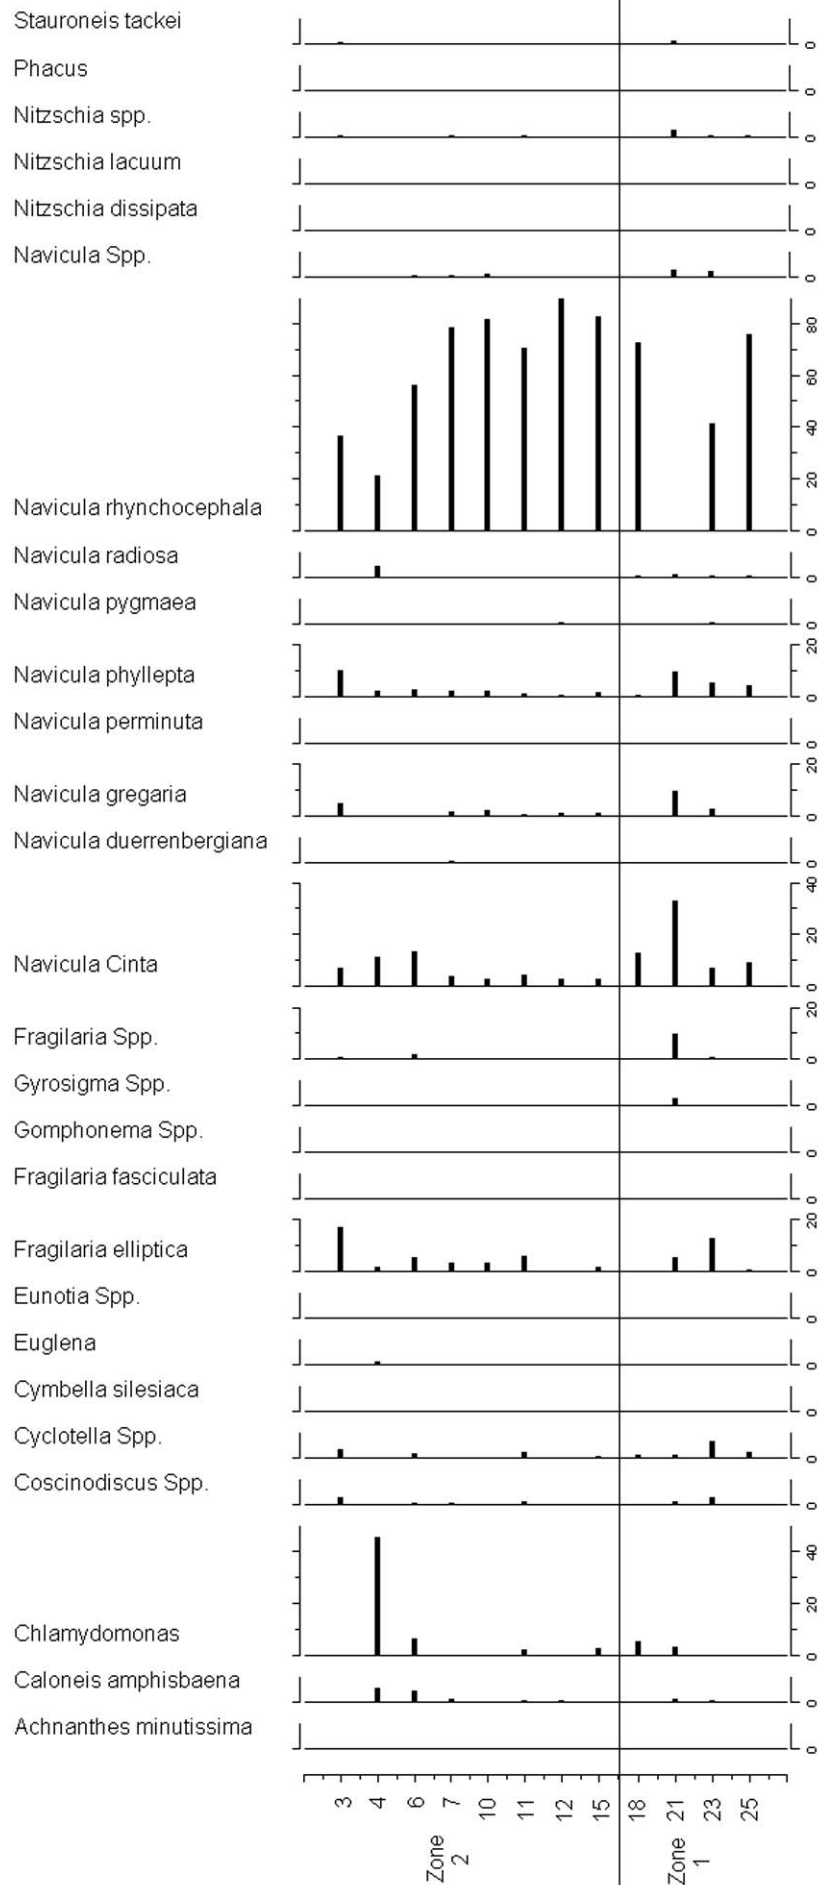 Stauroneis tackei
0
Phacus
0
Nitzschia spp.
0
Nitzschia lacuum
0
Nitzschia dissipata
0
Navicula Spp.
0
80
60
40
20
Navicula rhynchocephala
0
Navicula radiosa
0
Navicula pygmaea
0
20
Navicula phyllepta
0
Navicula perminuta
0
20
Navicula gregaria
0
Navicula duerrenbergiana
0
40
20
Navicula Cinta
0
20
Fragilaria Spp.
0
Gyrosigma Spp.
0
Gomphonema Spp.
0
Fragilaria fasciculata
0
20
Fragilaria elliptica
0
Eunotia Spp.
0
Euglena
0
Cymbella silesiaca
0
Cyclotella Spp.
0
Coscinodiscus Spp.
0
40
20
Chlamydomonas
0
Caloneis amphisbaena
0
Achnanthes minutissima
0
3 4 6 7 10 11 12 15 18 21 23 25
Zone
2
Zone
1